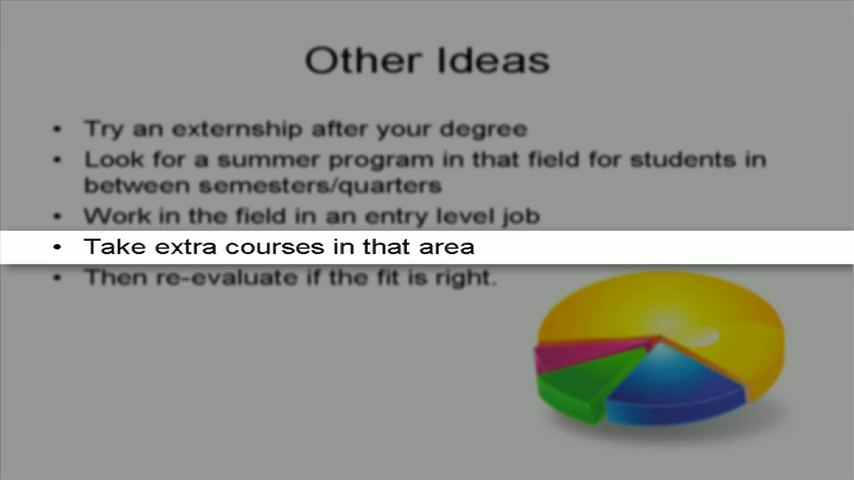 Other Ideas
• Try an externship after your degree
• Look for a summer program in that field for students in
between semesters/quarters
• Work in the field in an entry level job
• Take extra courses in that area
• Then re-evaluate if the fit is right.